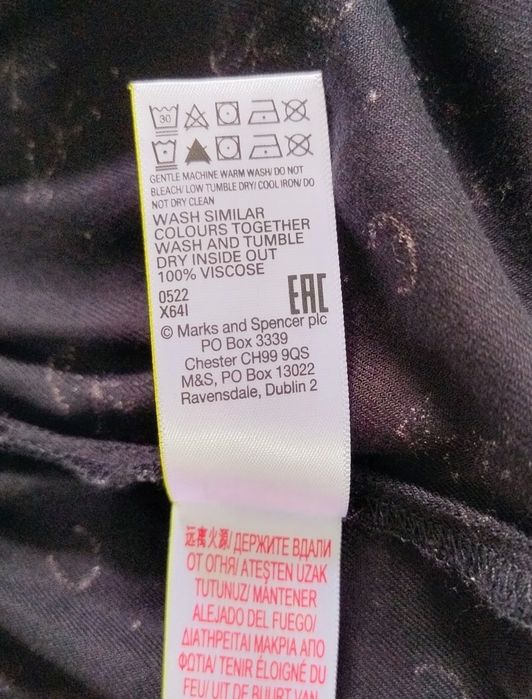 30
GENTLE MACHINE WARM WASH/ DO NOT
BLEACH/ LOW TUMBLE DRY/ COOL IRON/ DO
NOT DRY CLEAN
WASH SIMILAR
COLOURS TOGETHER
WASH AND TUMBLE
DRY INSIDE OUT
100% VISCOSE
0522
X64I
EAC
© Marks and Spencer plc
PO Box 3339
Chester CH99 9QS
M&S, PO Box 13022
Ravensdale, Dublin 2
远离火源/ ДЕРЖИТЕ ВДАЛИ
ОТ ОГНЯ/ ATEŞTEN UZAK
TUTUNUZ/ MANTENER
ALEJADO DEL FUEGO/
ΔΙΑΤΗΡΕΙΤΑΙ ΜΑΚΡΙΑ ΑΠΟ
ΦΩΤΙΑ/ TENIR ÉLOIGNÉ DU
FEU/ UIT DE BUURT VAN